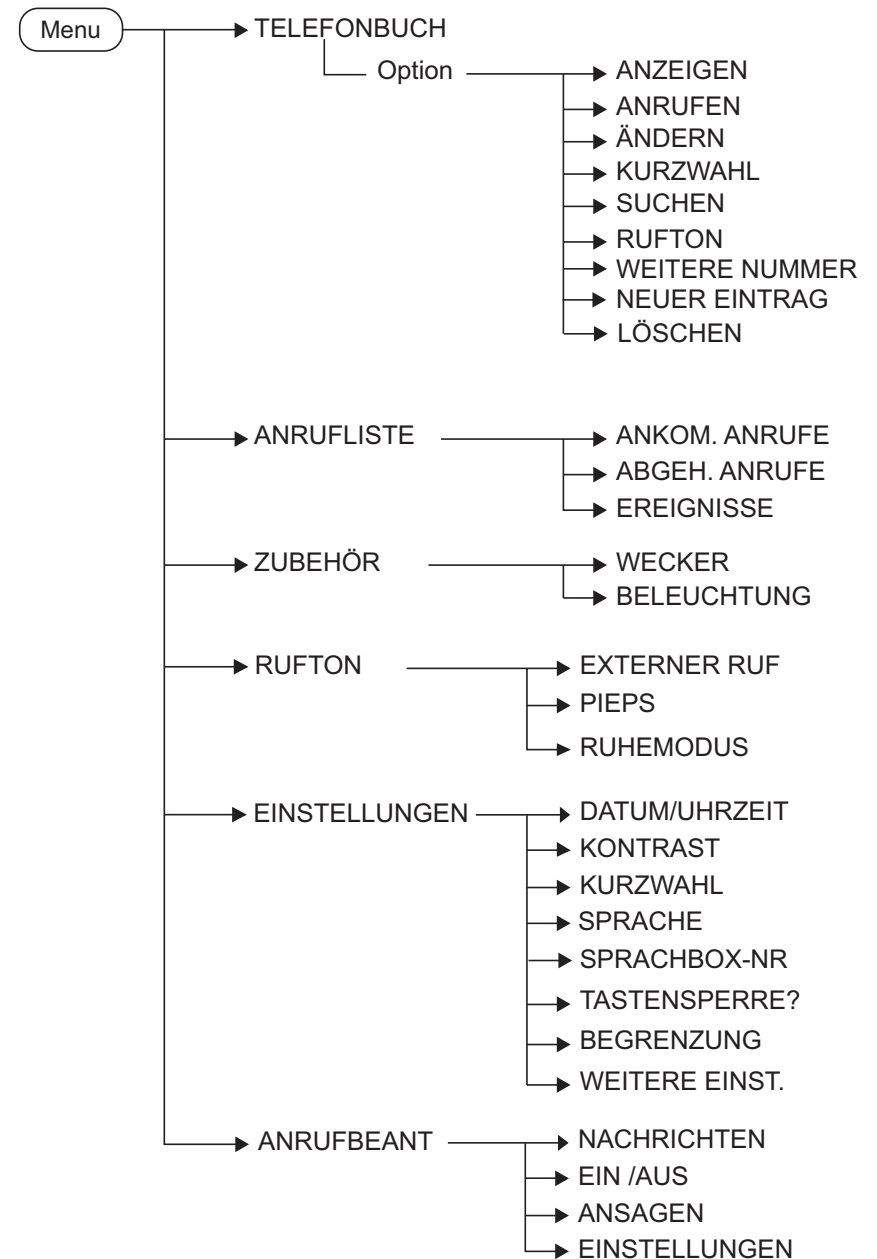 Menu
TELEFONBUCH
Option
ANZEIGEN
ANRUFEN
ÄNDERN
KURZWAHL
SUCHEN
RUFTON
WEITERE NUMMER
NEUER EINTRAG
LÖSCHEN
ANRUFLISTE
ANKOM. ANRUFE
ABGEH. ANRUFE
EREIGNISSE
ZUBEHÖR
WECKER
BELEUCHTUNG
RUFTON
EXTERNER RUF
PIEPS
RUHEMODUS
EINSTELLUNGEN
DATUM/UHRZEIT
KONTRAST
KURZWAHL
SPRACHE
SPRACHBOX-NR
TASTENSPERRE?
BEGRENZUNG
WEITERE EINST.
ANRUFBEANT
NACHRICHTEN
EIN /AUS
ANSAGEN
EINSTELLUNGEN